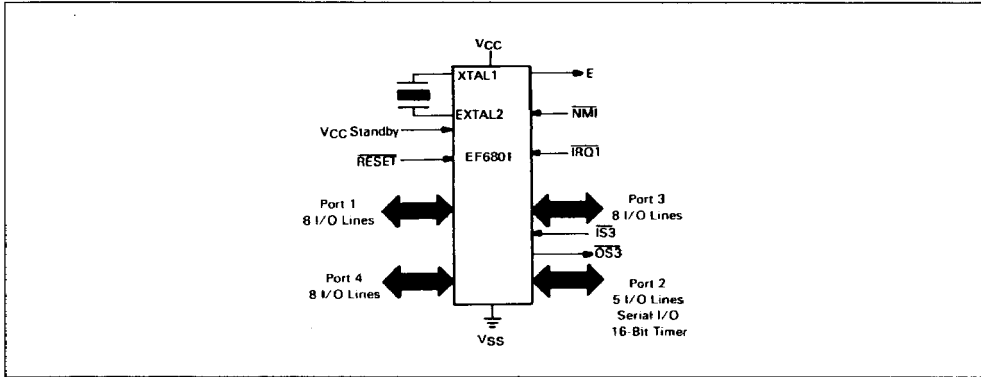 VCC
XTAL1
E
EXTAL2
NMI
VCC Standby
RESET
EF6801
IRQ1
Port 1
8 I/O Lines
Port 3
8 I/O Lines
IS3
OS3
Port 4
8 I/O Lines
Port 2
5 I/O Lines
Serial I/O
16-Bit Timer
VSS